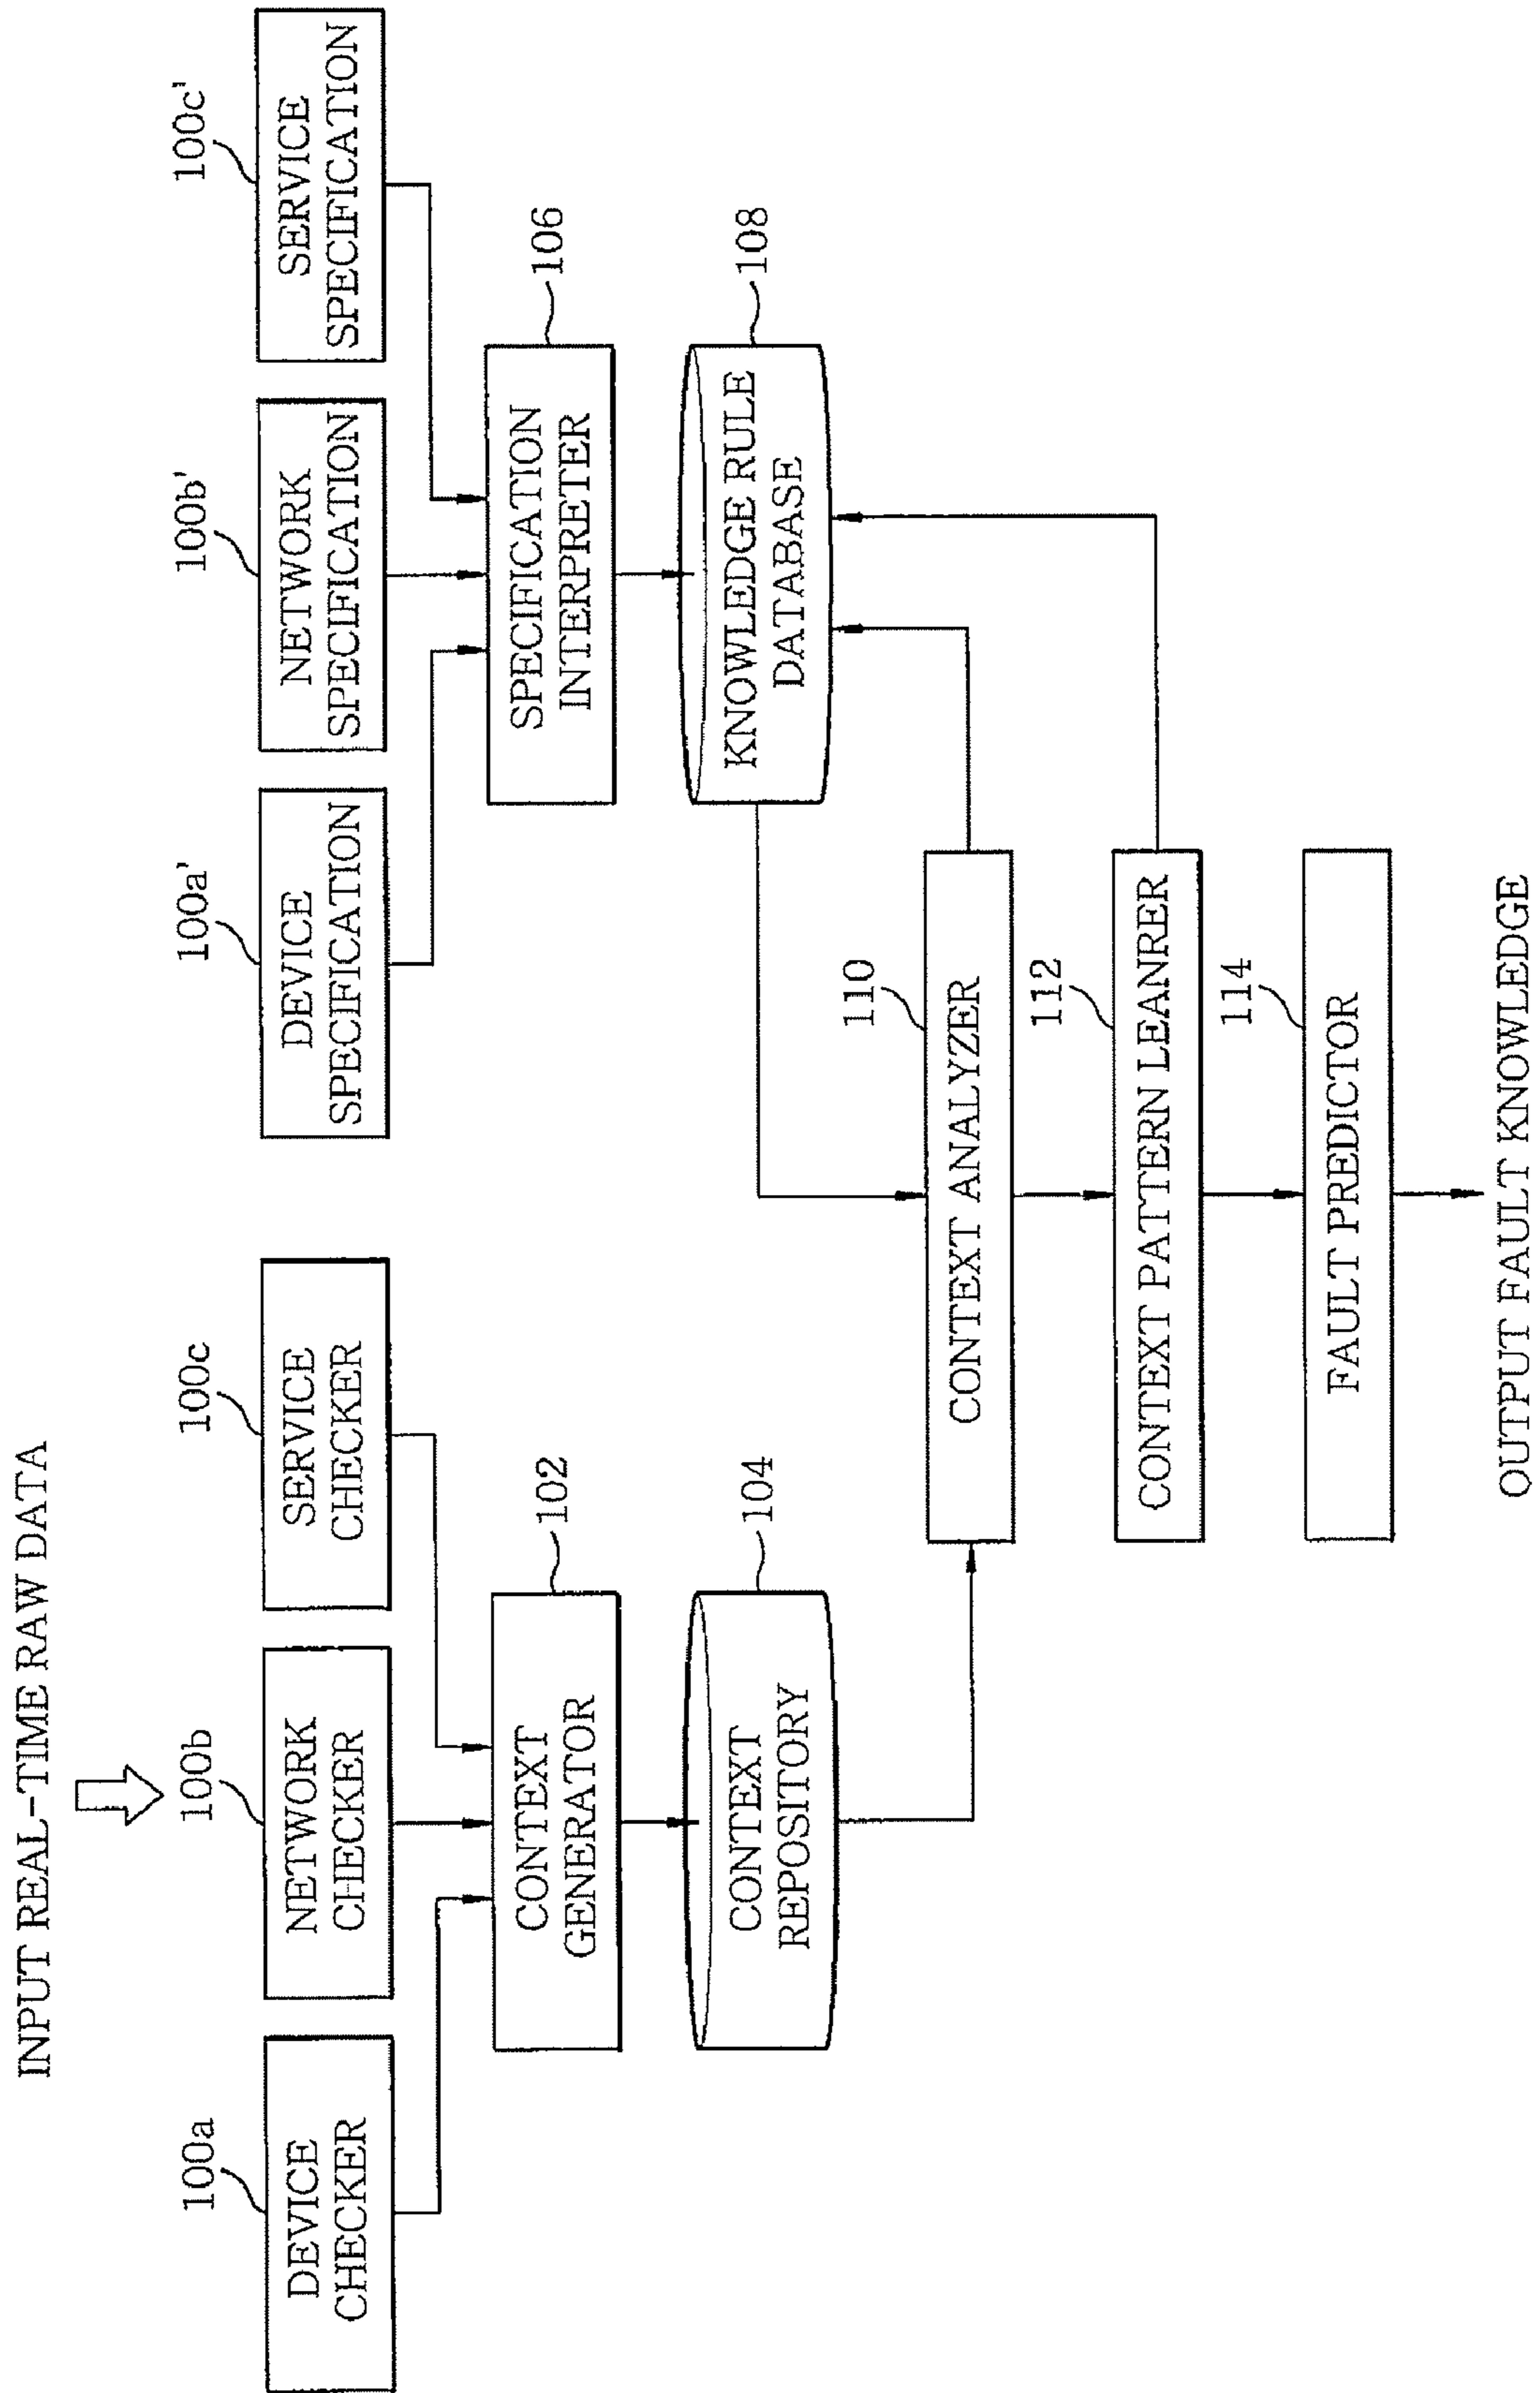 INPUT REAL-TIME RAW DATA
100a
DEVICE
CHECKER
100b
NETWORK
CHECKER
100c
SERVICE
CHECKER
100a'
DEVICE
SPECIFICATION
100b'
NETWORK
SPECIFICATION
100c'
SERVICE
SPECIFICATION
102
CONTEXT
GENERATOR
106
SPECIFICATION
INTERPRETER
104
CONTEXT
REPOSITORY
108
KNOWLEDGE RULE
DATABASE
110
CONTEXT ANALYZER
112
CONTEXT PATTERN LEANRER
114
FAULT PREDICTOR
OUTPUT FAULT KNOWLEDGE